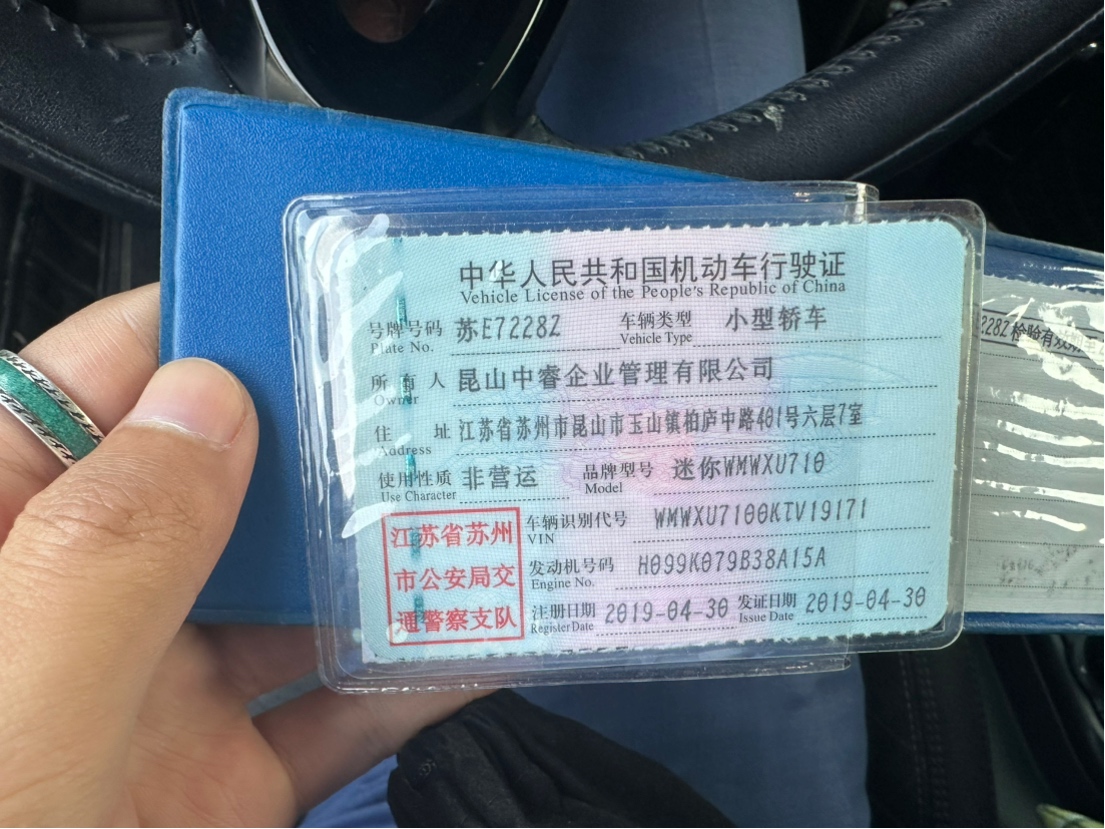 中华人民共和国机动车行驶证
Vehicle License of the People's Republic of China
号牌号码 苏E7228Z 车辆类型 小型轿车
Plate No. Vehicle Type
所有人 昆山中睿企业管理有限公司
Owner
住址 江苏省苏州市昆山市玉山镇柏庐中路401号六层7室
Address
使用性质 非营运 品牌型号 迷你WMWXU710
Use Character Model
江苏省苏州 车辆识别代号 WMWXU7100KTV19171
VIN
市公安局交 发动机号码 H099K079B38A15A
Engine No.
通警察支队 注册日期 2019-04-30 发证日期 2019-04-30
Register Date Issue Date
228Z 检验有效期至